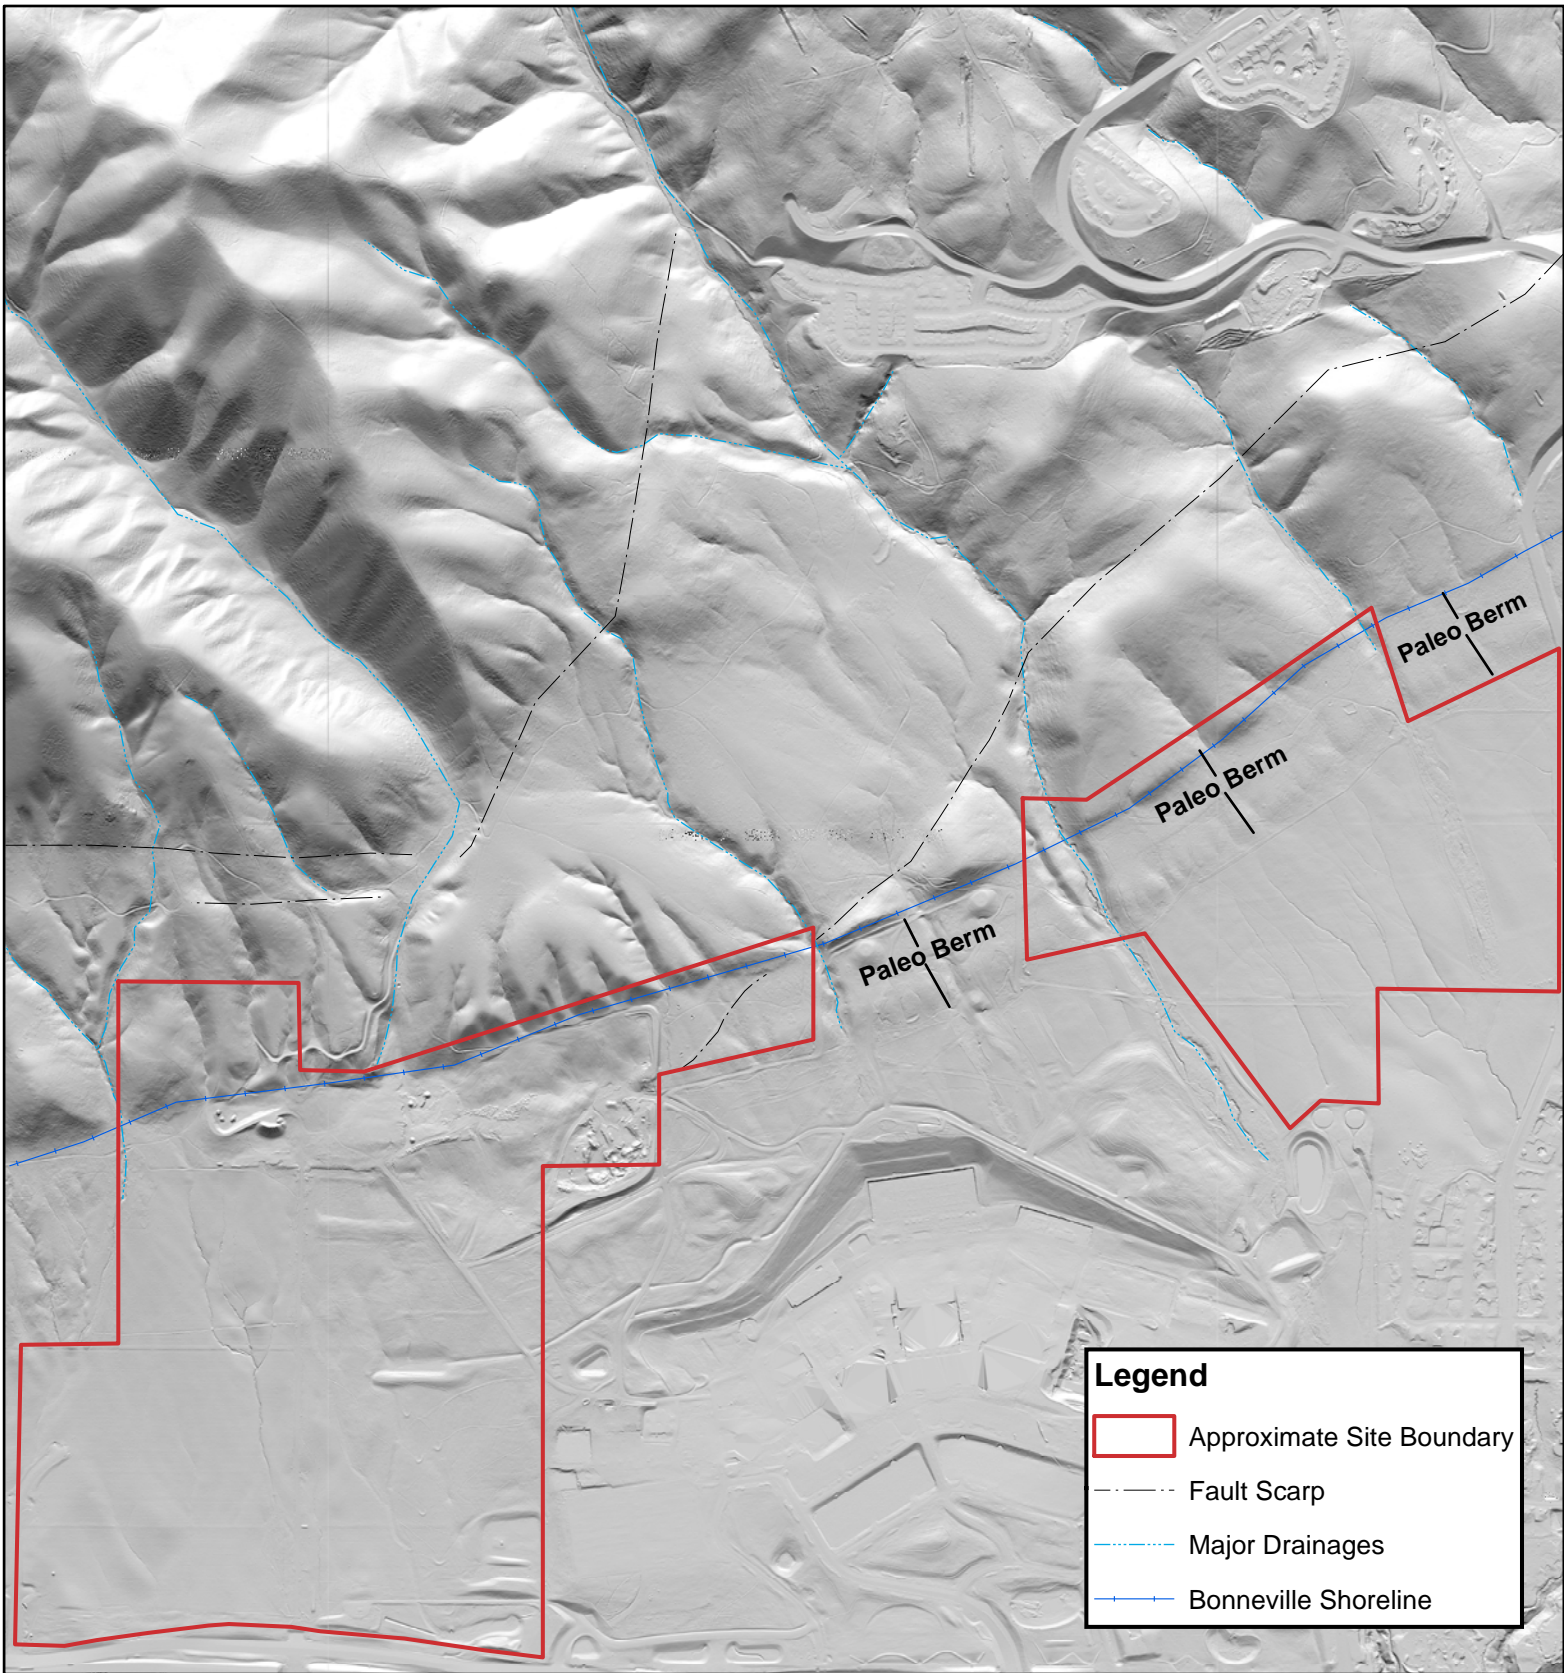 Paleo Berm
Paleo Berm
Paleo Berm
Legend
Approximate Site Boundary
Fault Scarp
Major Drainages
Bonneville Shoreline